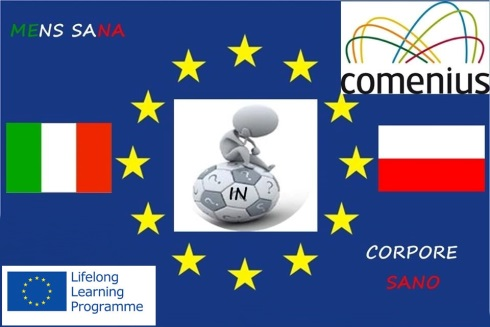 MENS SANA
comenius
IN
CORPORE
SANO
Lifelong
Learning
Programme